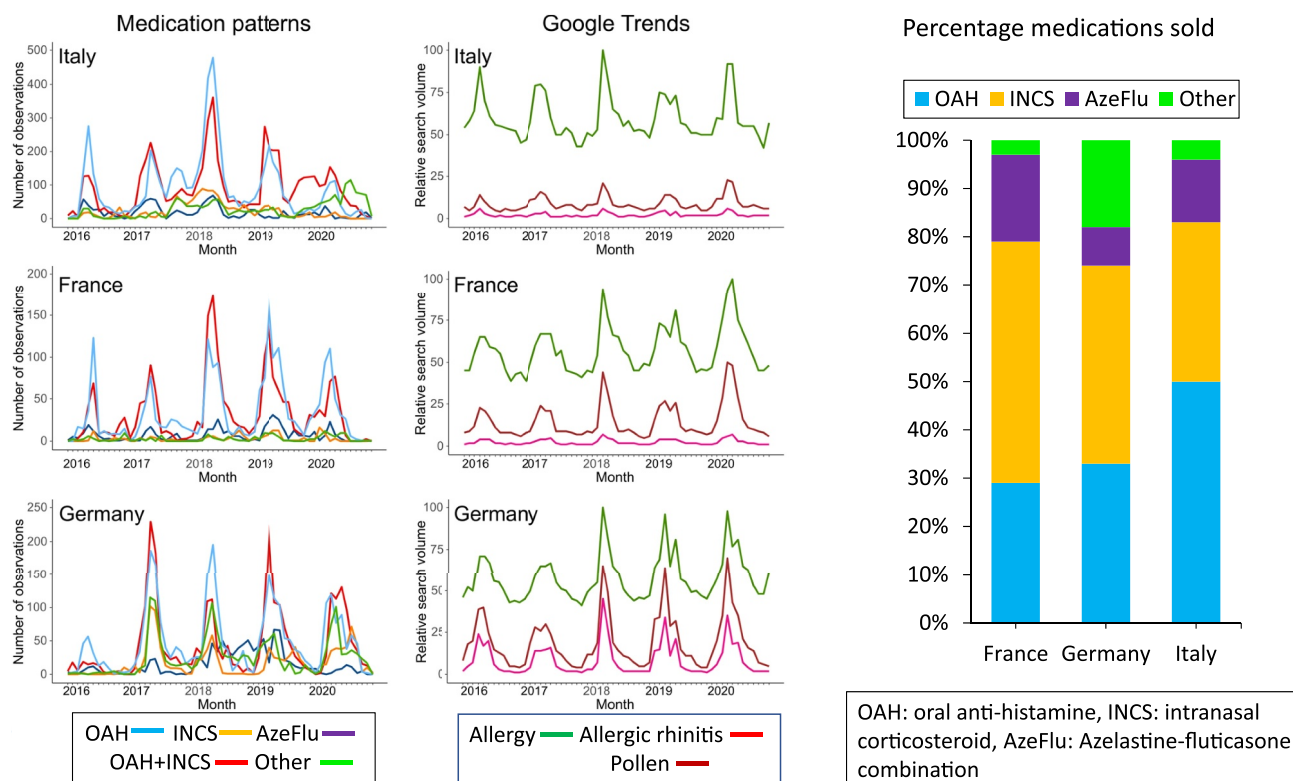 Medication patterns
Google Trends
Percentage medications sold
Italy
Number of observations
500
400
300
200
100
0
2016 2017 2018 2019 2020
Month
Italy
Relative search volume
100
75
50
25
0
2016 2017 2018 2019 2020
Month
France
Number of observations
200
150
100
50
0
2016 2017 2018 2019 2020
Month
France
Relative search volume
100
75
50
25
0
2016 2017 2018 2019 2020
Month
Germany
Number of obsarvations
250
200
150
100
50
0
2016 2017 2018 2019 2020
Month
Germany
Relative search volume
100
75
50
25
0
2016 2017 2018 2019 2020
Month
OAH INCS AzeFlu
OAH+INCS Other
Allergy Allergic rhinitis
Pollen
OAH INCS AzeFlu Other
100%
90%
80%
70%
60%
50%
40%
30%
20%
10%
0%
France Germany Italy
OAH: oral anti-histamine, INCS: intranasal
corticosteroid, AzeFlu: Azelastine-fluticasone
combination